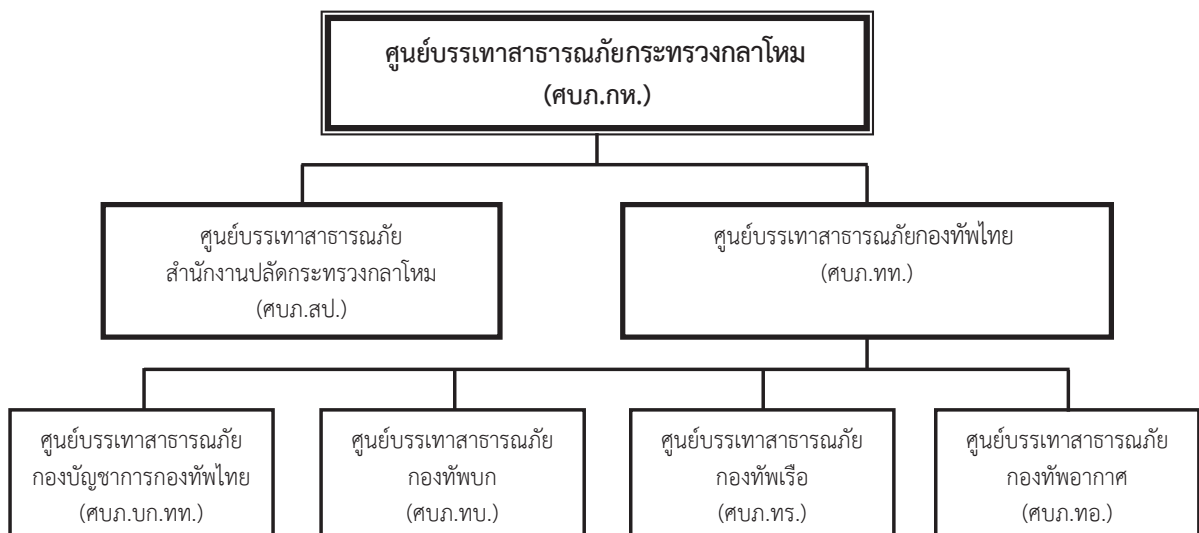 ศูนย์บรรเทาสาธารณภัยกระทรวงกลาโหม
(ศบภ.กห.)
ศูนย์บรรเทาสาธารณภัย
สำนักงานปลัดกระทรวงกลาโหม
(ศบภ.สป.)
ศูนย์บรรเทาสาธารณภัยกองทัพไทย
(ศบภ.ทท.)
ศูนย์บรรเทาสาธารณภัย
กองบัญชาการกองทัพไทย
(ศบภ.บก.ทท.)
ศูนย์บรรเทาสาธารณภัย
กองทัพบก
(ศบภ.ทบ.)
ศูนย์บรรเทาสาธารณภัย
กองทัพเรือ
(ศบภ.ทร.)
ศูนย์บรรเทาสาธารณภัย
กองทัพอากาศ
(ศบภ.ทอ.)